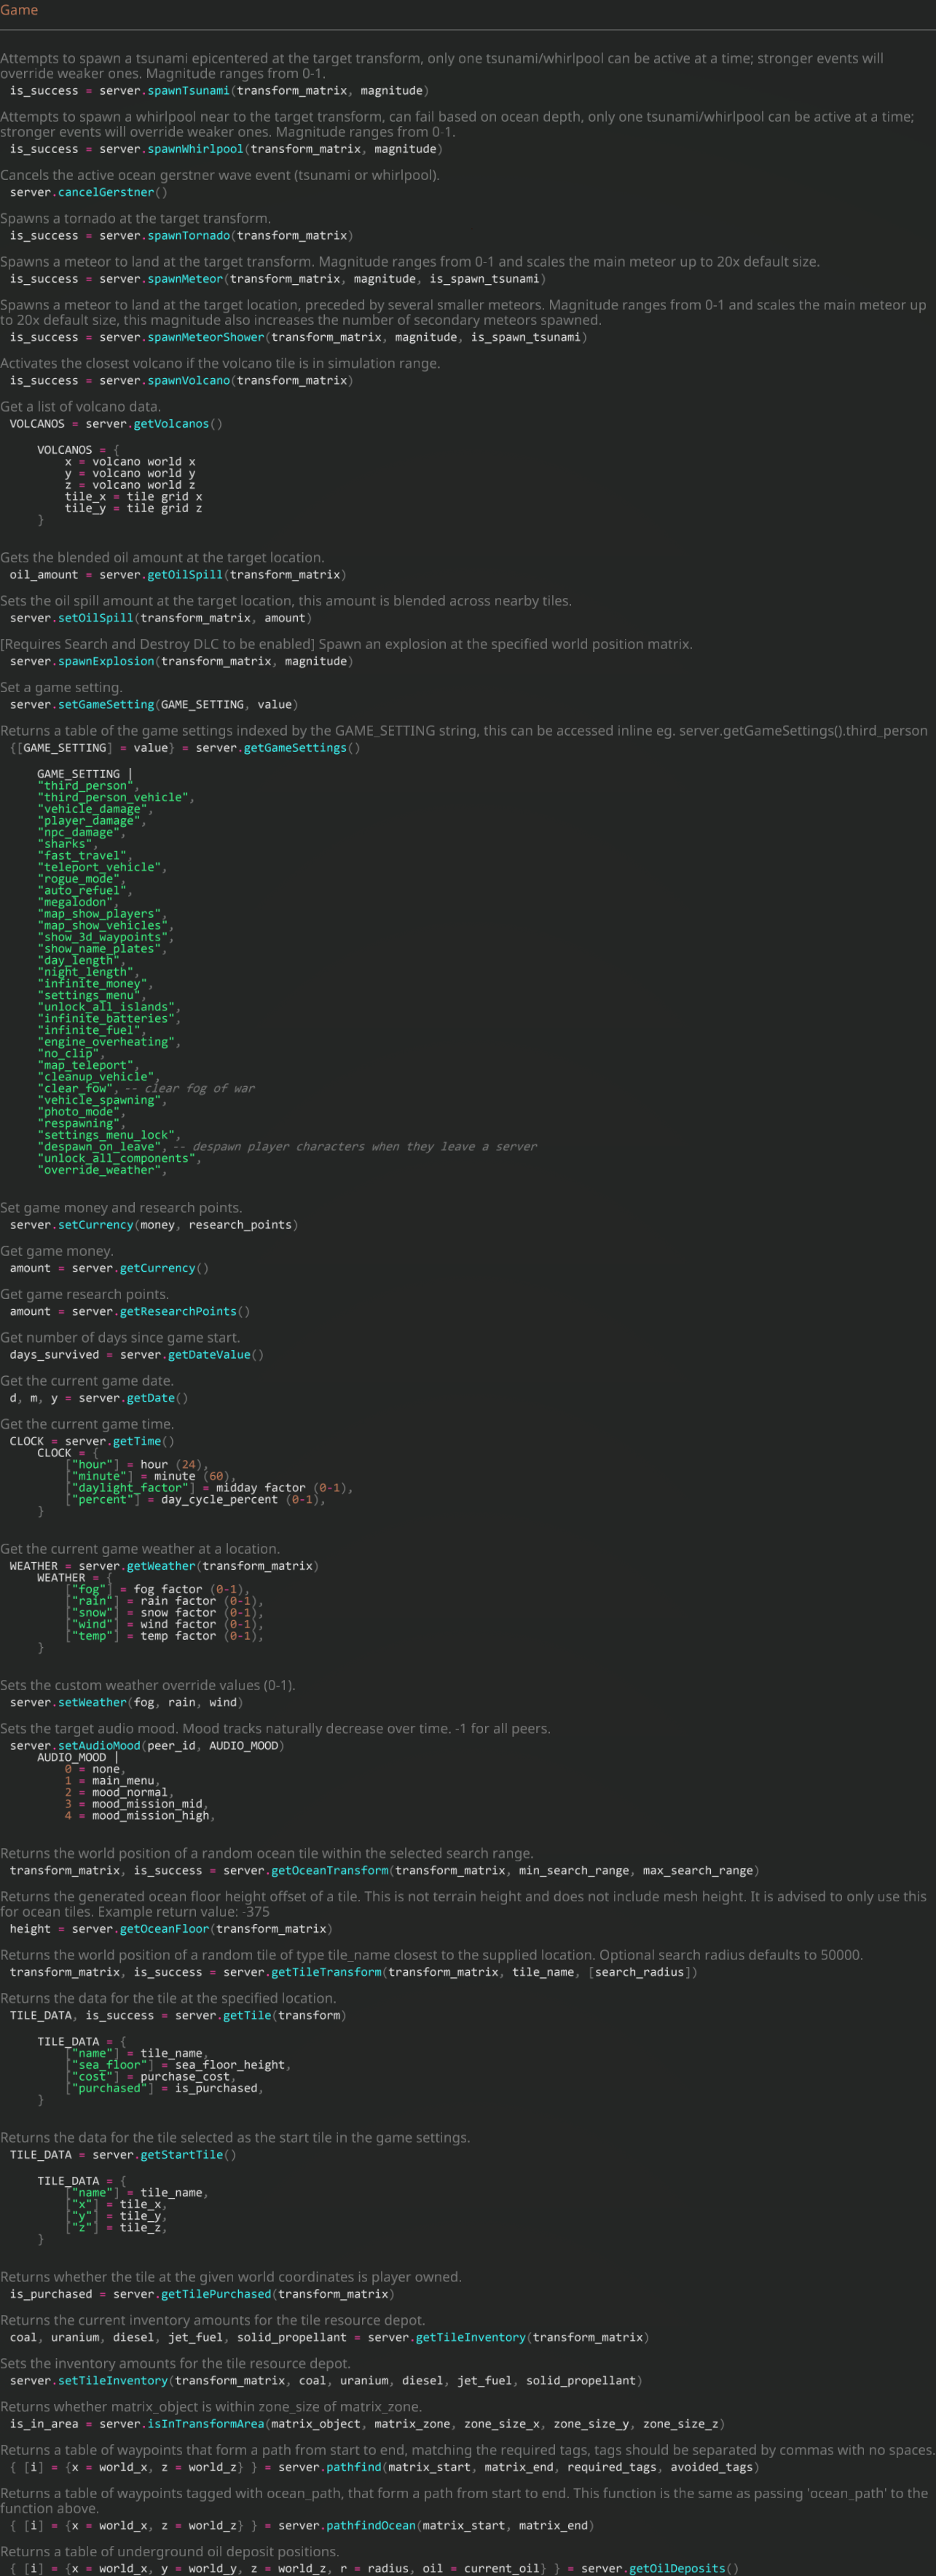 Game
Attempts to spawn a tsunami epicentered at the target transform, only one tsunami/whirlpool can be active at a time; stronger events will
override weaker ones. Magnitude ranges from 0-1.
is_success = server.spawnTsunami(transform_matrix, magnitude)
Attempts to spawn a whirlpool near to the target transform, can fail based on ocean depth, only one tsunami/whirlpool can be active at a time;
stronger events will override weaker ones. Magnitude ranges from 0-1.
is_success = server.spawnWhirlpool(transform_matrix, magnitude)
Cancels the active ocean gerstner wave event (tsunami or whirlpool).
server.cancelGerstner()
Spawns a tornado at the target transform.
is_success = server.spawnTornado(transform_matrix)
Spawns a meteor to land at the target transform. Magnitude ranges from 0-1 and scales the main meteor up to 20x default size.
is_success = server.spawnMeteor(transform_matrix, magnitude, is_spawn_tsunami)
Spawns a meteor to land at the target location, preceded by several smaller meteors. Magnitude ranges from 0-1 and scales the main meteor up
to 20x default size, this magnitude also increases the number of secondary meteors spawned.
is_success = server.spawnMeteorShower(transform_matrix, magnitude, is_spawn_tsunami)
Activates the closest volcano if the volcano tile is in simulation range.
is_success = server.spawnVolcano(transform_matrix)
Get a list of volcano data.
VOLCANOS = server.getVolcanos()
VOLCANOS = {
x = volcano world x
y = volcano world y
z = volcano world z
tile_x = tile grid x
tile_y = tile grid z
}
Gets the blended oil amount at the target location.
oil_amount = server.getOilSpill(transform_matrix)
Sets the oil spill amount at the target location, this amount is blended across nearby tiles.
server.setOilSpill(transform_matrix, amount)
[Requires Search and Destroy DLC to be enabled] Spawn an explosion at the specified world position matrix.
server.spawnExplosion(transform_matrix, magnitude)
Set a game setting.
server.setGameSetting(GAME_SETTING, value)
Returns a table of the game settings indexed by the GAME_SETTING string, this can be accessed inline eg. server.getGameSettings().third_person
{[GAME_SETTING] = value} = server.getGameSettings()
GAME_SETTING |
"third_person",
"third_person_vehicle",
"vehicle_damage",
"player_damage",
"npc_damage",
"sharks",
"fast_travel",
"teleport_vehicle",
"rogue_mode",
"auto_refuel",
"megalodon",
"map_show_players",
"map_show_vehicles",
"show_3d_waypoints",
"show_name_plates",
"day_length",
"night_length",
"infinite_money",
"settings_menu",
"unlock_all_islands",
"infinite_batteries",
"infinite_fuel",
"engine_overheating",
"no_clip",
"map_teleport",
"cleanup_vehicle",
"clear_fow", -- clear fog of war
"vehicle_spawning",
"photo_mode",
"respawning",
"settings_menu_lock",
"despawn_on_leave", -- despawn player characters when they leave a server
"unlock_all_components",
"override_weather",
Set game money and research points.
server.setCurrency(money, research_points)
Get game money.
amount = server.getCurrency()
Get game research points.
amount = server.getResearchPoints()
Get number of days since game start.
days_survived = server.getDateValue()
Get the current game date.
d, m, y = server.getDate()
Get the current game time.
CLOCK = server.getTime()
CLOCK = {
["hour"] = hour (24),
["minute"] = minute (60),
["daylight_factor"] = midday factor (0-1),
["percent"] = day_cycle_percent (0-1),
}
Get the current game weather at a location.
WEATHER = server.getWeather(transform_matrix)
WEATHER = {
["fog"] = fog factor (0-1),
["rain"] = rain factor (0-1),
["snow"] = snow factor (0-1),
["wind"] = wind factor (0-1),
["temp"] = temp factor (0-1),
}
Sets the custom weather override values (0-1).
server.setWeather(fog, rain, wind)
Sets the target audio mood. Mood tracks naturally decrease over time. -1 for all peers.
server.setAudioMood(peer_id, AUDIO_MOOD)
AUDIO_MOOD |
0 = none,
1 = main_menu,
2 = mood_normal,
3 = mood_mission_mid,
4 = mood_mission_high,
Returns the world position of a random ocean tile within the selected search range.
transform_matrix, is_success = server.getOceanTransform(transform_matrix, min_search_range, max_search_range)
Returns the generated ocean floor height offset of a tile. This is not terrain height and does not include mesh height. It is advised to only use this
for ocean tiles. Example return value: -375
height = server.getOceanFloor(transform_matrix)
Returns the world position of a random tile of type tile_name closest to the supplied location. Optional search radius defaults to 50000.
transform_matrix, is_success = server.getTileTransform(transform_matrix, tile_name, [search_radius])
Returns the data for the tile at the specified location.
TILE_DATA, is_success = server.getTile(transform)
TILE_DATA = {
["name"] = tile_name,
["sea_floor"] = sea_floor_height,
["cost"] = purchase_cost,
["purchased"] = is_purchased,
}
Returns the data for the tile selected as the start tile in the game settings.
TILE_DATA = server.getStartTile()
TILE_DATA = {
["name"] = tile_name,
["x"] = tile_x,
["y"] = tile_y,
["z"] = tile_z,
}
Returns whether the tile at the given world coordinates is player owned.
is_purchased = server.getTilePurchased(transform_matrix)
Returns the current inventory amounts for the tile resource depot.
coal, uranium, diesel, jet_fuel, solid_propellant = server.getTileInventory(transform_matrix)
Sets the inventory amounts for the tile resource depot.
server.setTileInventory(transform_matrix, coal, uranium, diesel, jet_fuel, solid_propellant)
Returns whether matrix_object is within zone_size of matrix_zone.
is_in_area = server.isInTransformArea(matrix_object, matrix_zone, zone_size_x, zone_size_y, zone_size_z)
Returns a table of waypoints that form a path from start to end, matching the required tags, tags should be separated by commas with no spaces.
{ [i] = {x = world_x, z = world_z} } = server.pathfind(matrix_start, matrix_end, required_tags, avoided_tags)
Returns a table of waypoints tagged with ocean_path, that form a path from start to end. This function is the same as passing 'ocean_path' to the
function above.
{ [i] = {x = world_x, z = world_z} } = server.pathfindOcean(matrix_start, matrix_end)
Returns a table of underground oil deposit positions.
{ [i] = {x = world_x, y = world_y, z = world_z, r = radius, oil = current_oil} } = server.getOilDeposits()